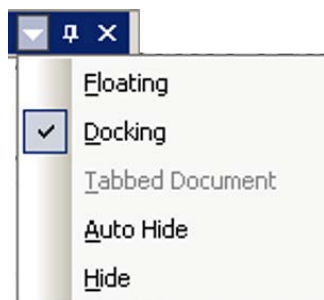 Floating
Docking
Tabbed Document
Auto Hide
Hide